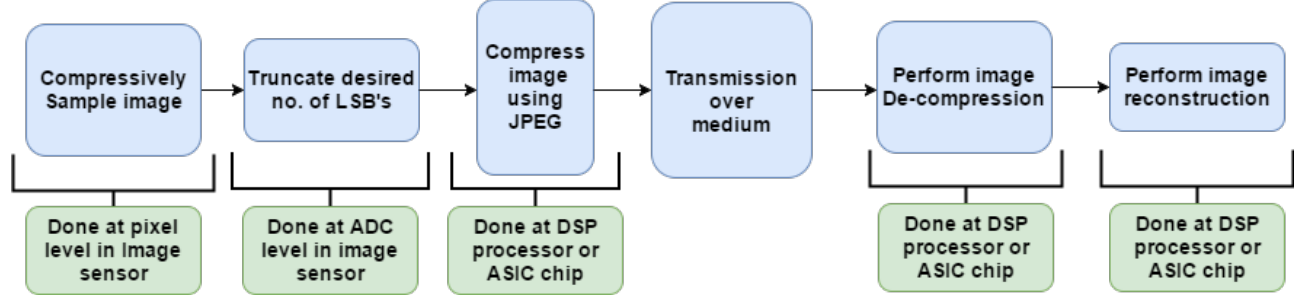 Compressively
Sample image
Truncate desired
no. of LSB's
Compress
image
using
JPEG
Transmission
over
medium
Perform image
De-compression
Perform image
reconstruction
Done at pixel
level in Image
sensor
Done at ADC
level in image
sensor
Done at DSP
processor or
ASIC chip
Done at DSP
processor or
ASIC chip
Done at DSP
processor or
ASIC chip